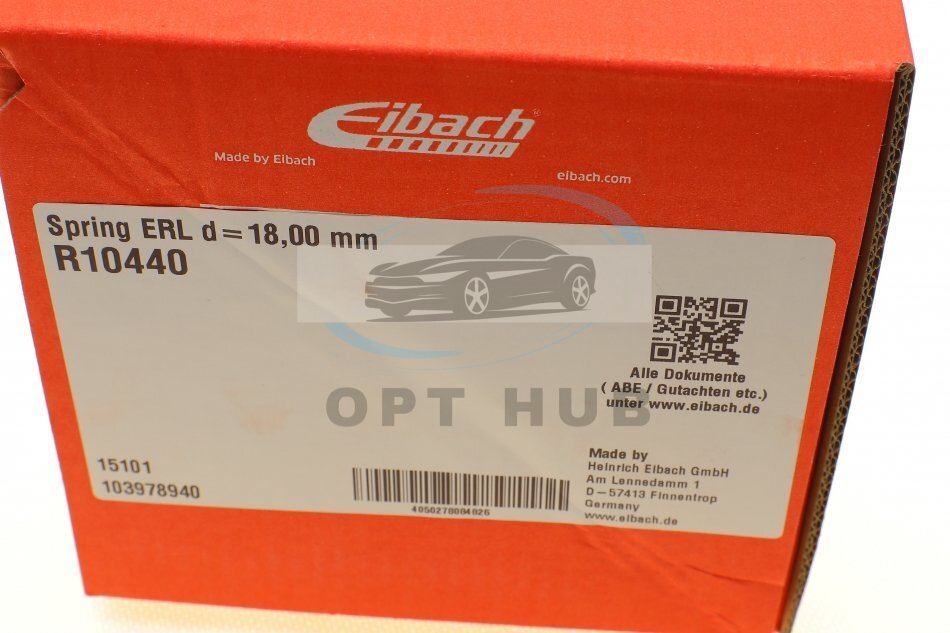 Eibach®
Made by Eibach
eibach.com
Spring ERL d=18,00 mm
R10440
Alle Dokumente
( ABE / Gutachten etc.)
unter www.eibach.de
OPT HUB
15101
103978940
4050278084826
Made by
Heinrich Eibach GmbH
Am Lennedamm 1
D-57413 Finnentrop
Germany
www.eibach.de